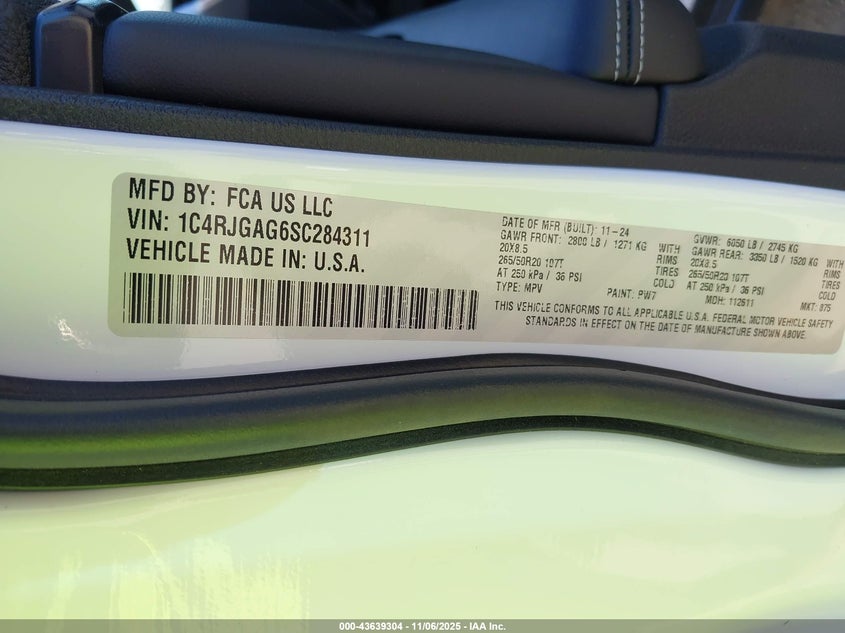 MFD BY: FCA US LLC
VIN: 1C4RJGAG6SC284311
VEHICLE MADE IN: U.S.A.
DATE OF MFR (BUILT): 11-24
GAWR FRONT: 2800 LB / 1271 KG WITH
20X8.5 RIMS
265/50R20 107T TIRES
AT 250 kPa / 36 PSI COLD
TYPE: MPV PAINT: PW7
GVWR: 6050 LB / 2745 KG
GAWR REAR: 3350 LB / 1520 KG WITH
20X8.5 RIMS
265/50R20 107T TIRES
AT 250 kPa / 36 PSI COLD
MDH: 112511 MKT: 875
THIS VEHICLE CONFORMS TO ALL APPLICABLE U.S.A. FEDERAL MOTOR VEHICLE SAFETY
STANDARDS IN EFFECT ON THE DATE OF MANUFACTURE SHOWN ABOVE.
000-43639304 — 11/06/2025 - IAA Inc.